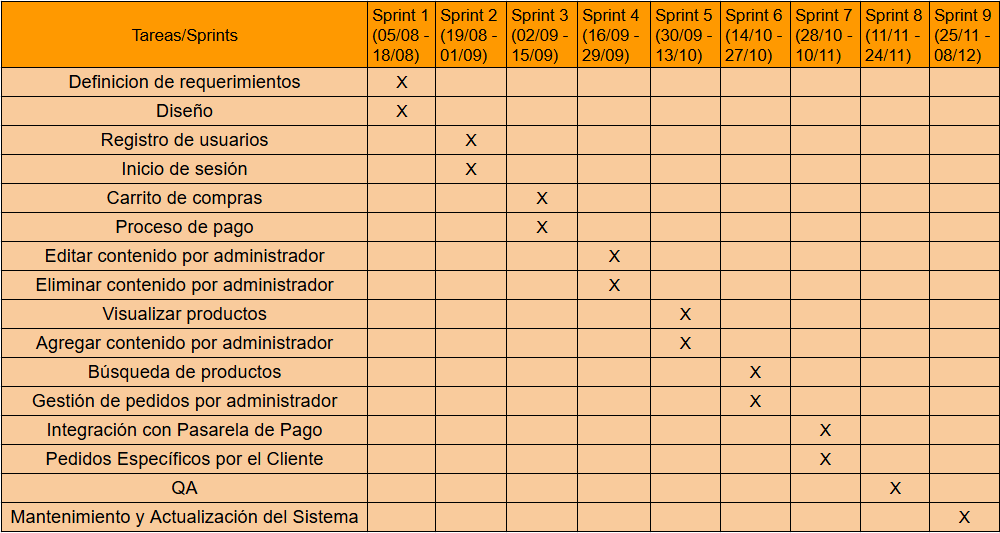 Tareas/Sprints
Sprint 1
(05/08 -
18/08)
Sprint 2
(19/08 -
01/09)
Sprint 3
(02/09 -
15/09)
Sprint 4
(16/09 -
29/09)
Sprint 5
(30/09 -
13/10)
Sprint 6
(14/10 -
27/10)
Sprint 7
(28/10 -
10/11)
Sprint 8
(11/11 -
24/11)
Sprint 9
(25/11 -
08/12)
Definicion de requerimientos X
Diseño X
Registro de usuarios X
Inicio de sesión X
Carrito de compras X
Proceso de pago X
Editar contenido por administrador X
Eliminar contenido por administrador X
Visualizar productos X
Agregar contenido por administrador X
Búsqueda de productos X
Gestión de pedidos por administrador X
Integración con Pasarela de Pago X
Pedidos Específicos por el Cliente X
QA X
Mantenimiento y Actualización del Sistema X